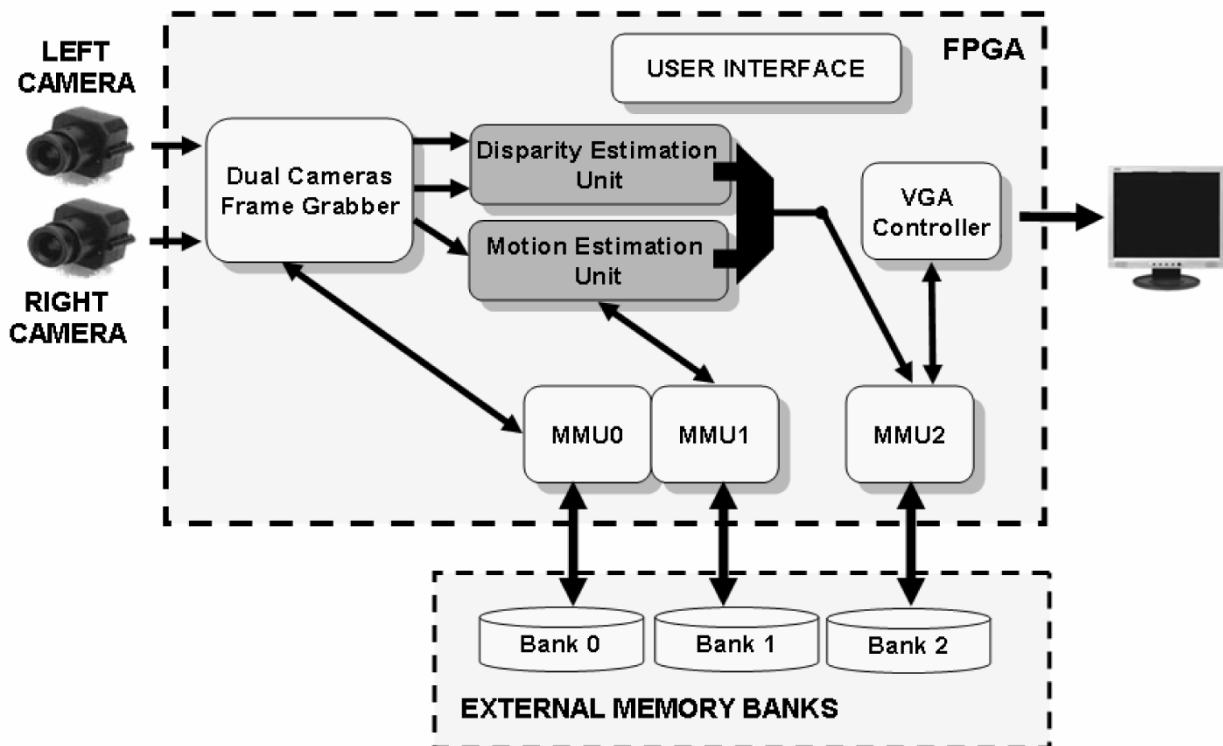 LEFT
CAMERA
RIGHT
CAMERA
FPGA
USER INTERFACE
Dual Cameras
Frame Grabber
Disparity Estimation
Unit
Motion Estimation
Unit
VGA
Controller
MMU0
MMU1
MMU2
Bank 0
Bank 1
Bank 2
EXTERNAL MEMORY BANKS